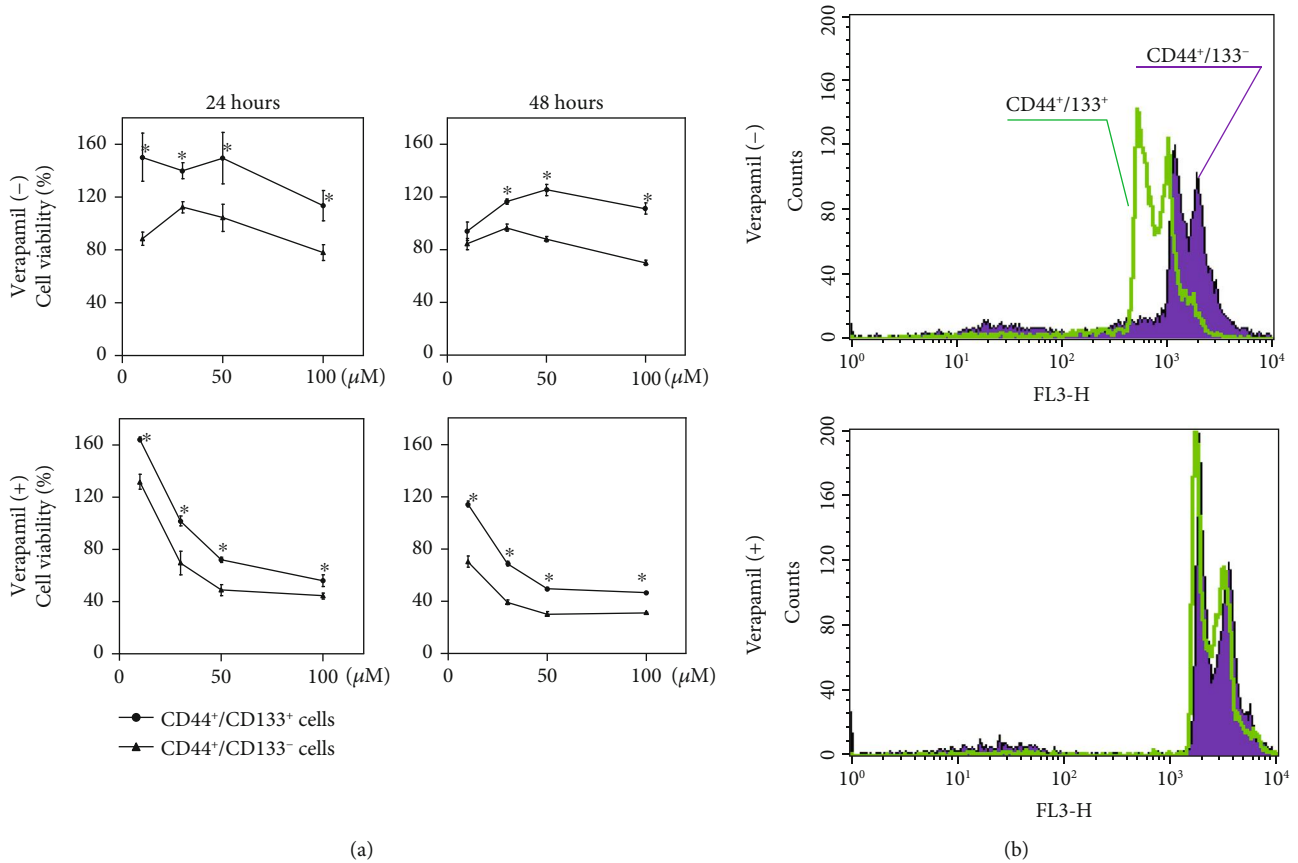 24 hours
48 hours
Verapamil (−)
Cell viability (%)
160
120
80
40
0
0
50
100 (μM)
160
120
80
40
0
0
50
100 (μM)
Verapamil (+)
Cell viability (%)
160
120
80
40
0
0
50
100 (μM)
160
120
80
40
0
0
50
100 (μM)
CD44⁺/CD133⁺ cells
CD44⁺/CD133⁻ cells
(a)
Verapamil (−)
Counts
200
160
120
80
40
0
CD44⁺/133⁻
CD44⁺/133⁺
10⁰
10¹
10²
10³
10⁴
FL3-H
Verapamil (+)
Counts
200
160
120
80
40
0
10⁰
10¹
10²
10³
10⁴
FL3-H
(b)